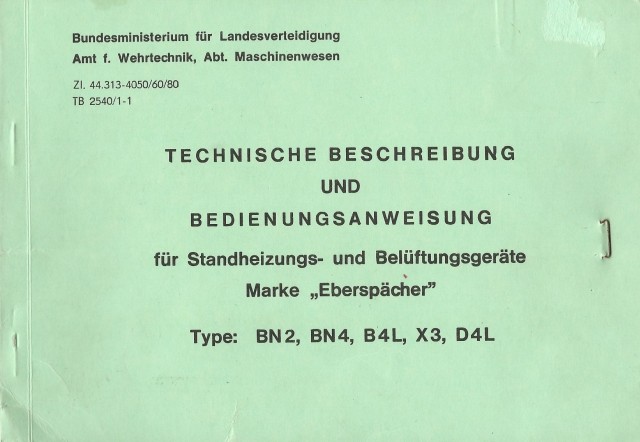 Bundesministerium für Landesverteidigung
Amt f. Wehrtechnik, Abt. Maschinenwesen
Zl. 44.313-4050/60/80
TB 2540/1-1
TECHNISCHE BESCHREIBUNG
UND
BEDIENUNGSANWEISUNG
für Standheizungs- und Belüftungsgeräte
Marke „Eberspächer”
Type: BN2, BN4, B4L, X3, D4L